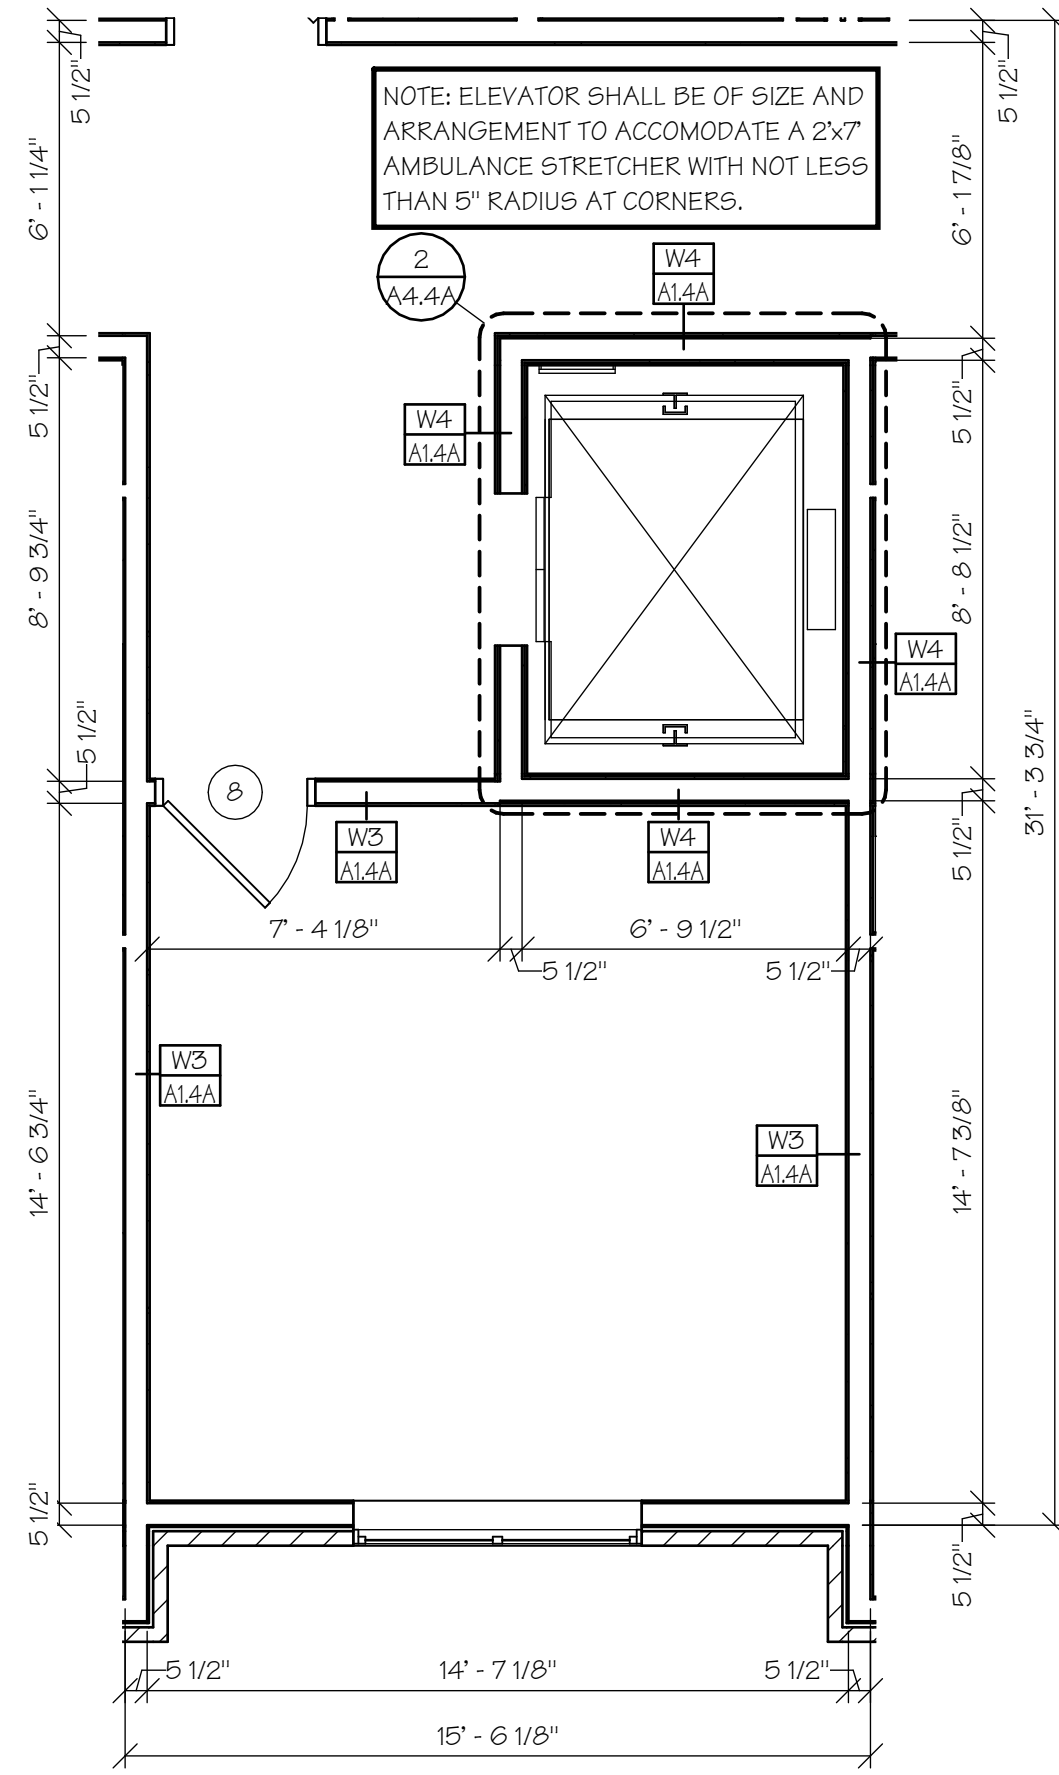 5 1/2"
5 1/2"
6' - 1 1/4"
6' - 1 7/8"
NOTE: ELEVATOR SHALL BE OF SIZE AND
ARRANGEMENT TO ACCOMODATE A 2'x7'
AMBULANCE STRETCHER WITH NOT LESS
THAN 5" RADIUS AT CORNERS.
2
A4.4A
W4
A1.4A
5 1/2"
5 1/2"
W4
A1.4A
8' - 9 3/4"
8' - 8 1/2"
W4
A1.4A
5 1/2"
31' - 3 3/4"
8
W3
A1.4A
W4
A1.4A
5 1/2"
7' - 4 1/8"
6' - 9 1/2"
5 1/2"
5 1/2"
W3
A1.4A
14' - 6 3/4"
14' - 7 3/8"
W3
A1.4A
5 1/2"
5 1/2"
5 1/2"
14' - 7 1/8"
5 1/2"
15' - 6 1/8"